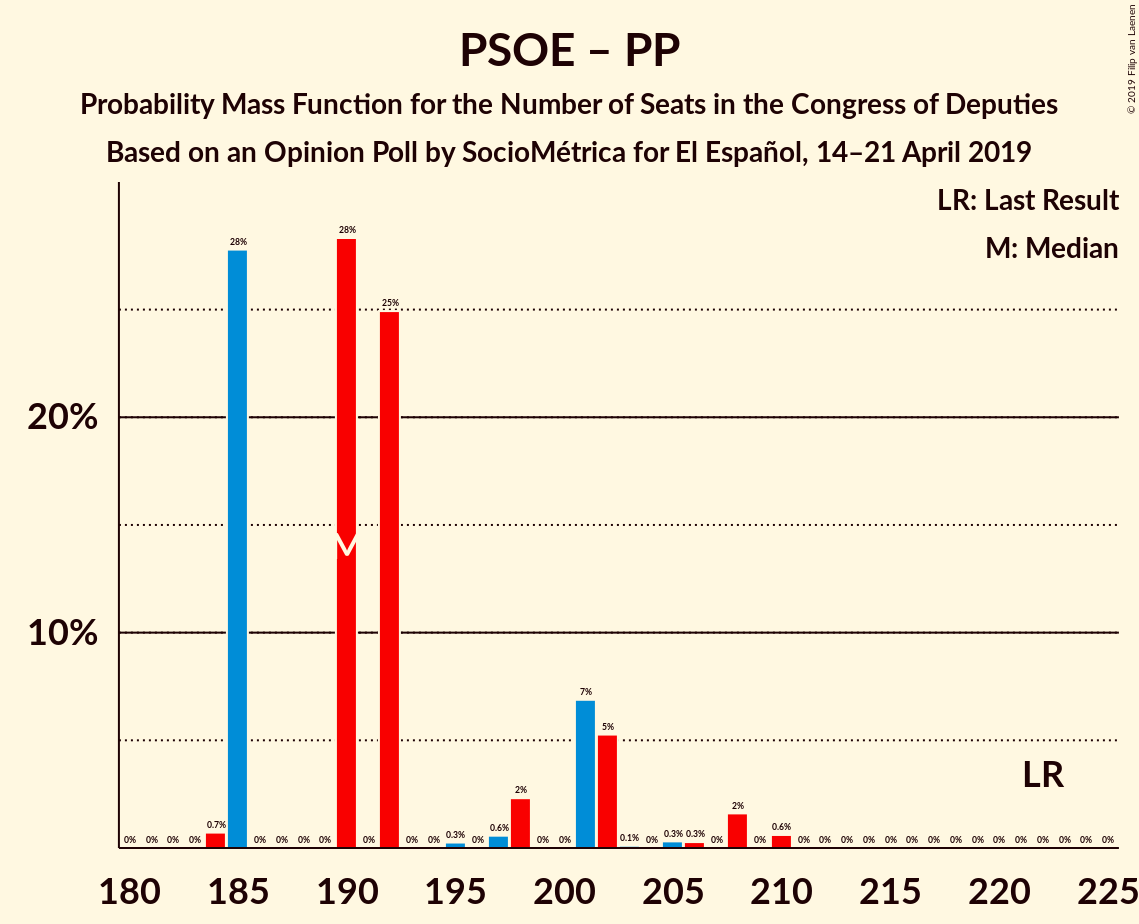 PSOE – PP
Probability Mass Function for the Number of Seats in the Congress of Deputies
Based on an Opinion Poll by SocioMétrica for El Español, 14–21 April 2019
© 2019 Filip van Laenen
LR: Last Result
M: Median
28%
28%
25%
20%
10%
7%
5%
LR
0% 0% 0% 0% 0.7% 0% 0% 0% 0% 0% 0% 0% 0.3% 0% 0.6% 2% 0% 0% 0.1% 0% 0.3% 0.3% 0% 2% 0% 0.6% 0% 0% 0% 0% 0% 0% 0% 0% 0% 0% 0% 0% 0% 0% 0%
180 185 190 195 200 205 210 215 220 225